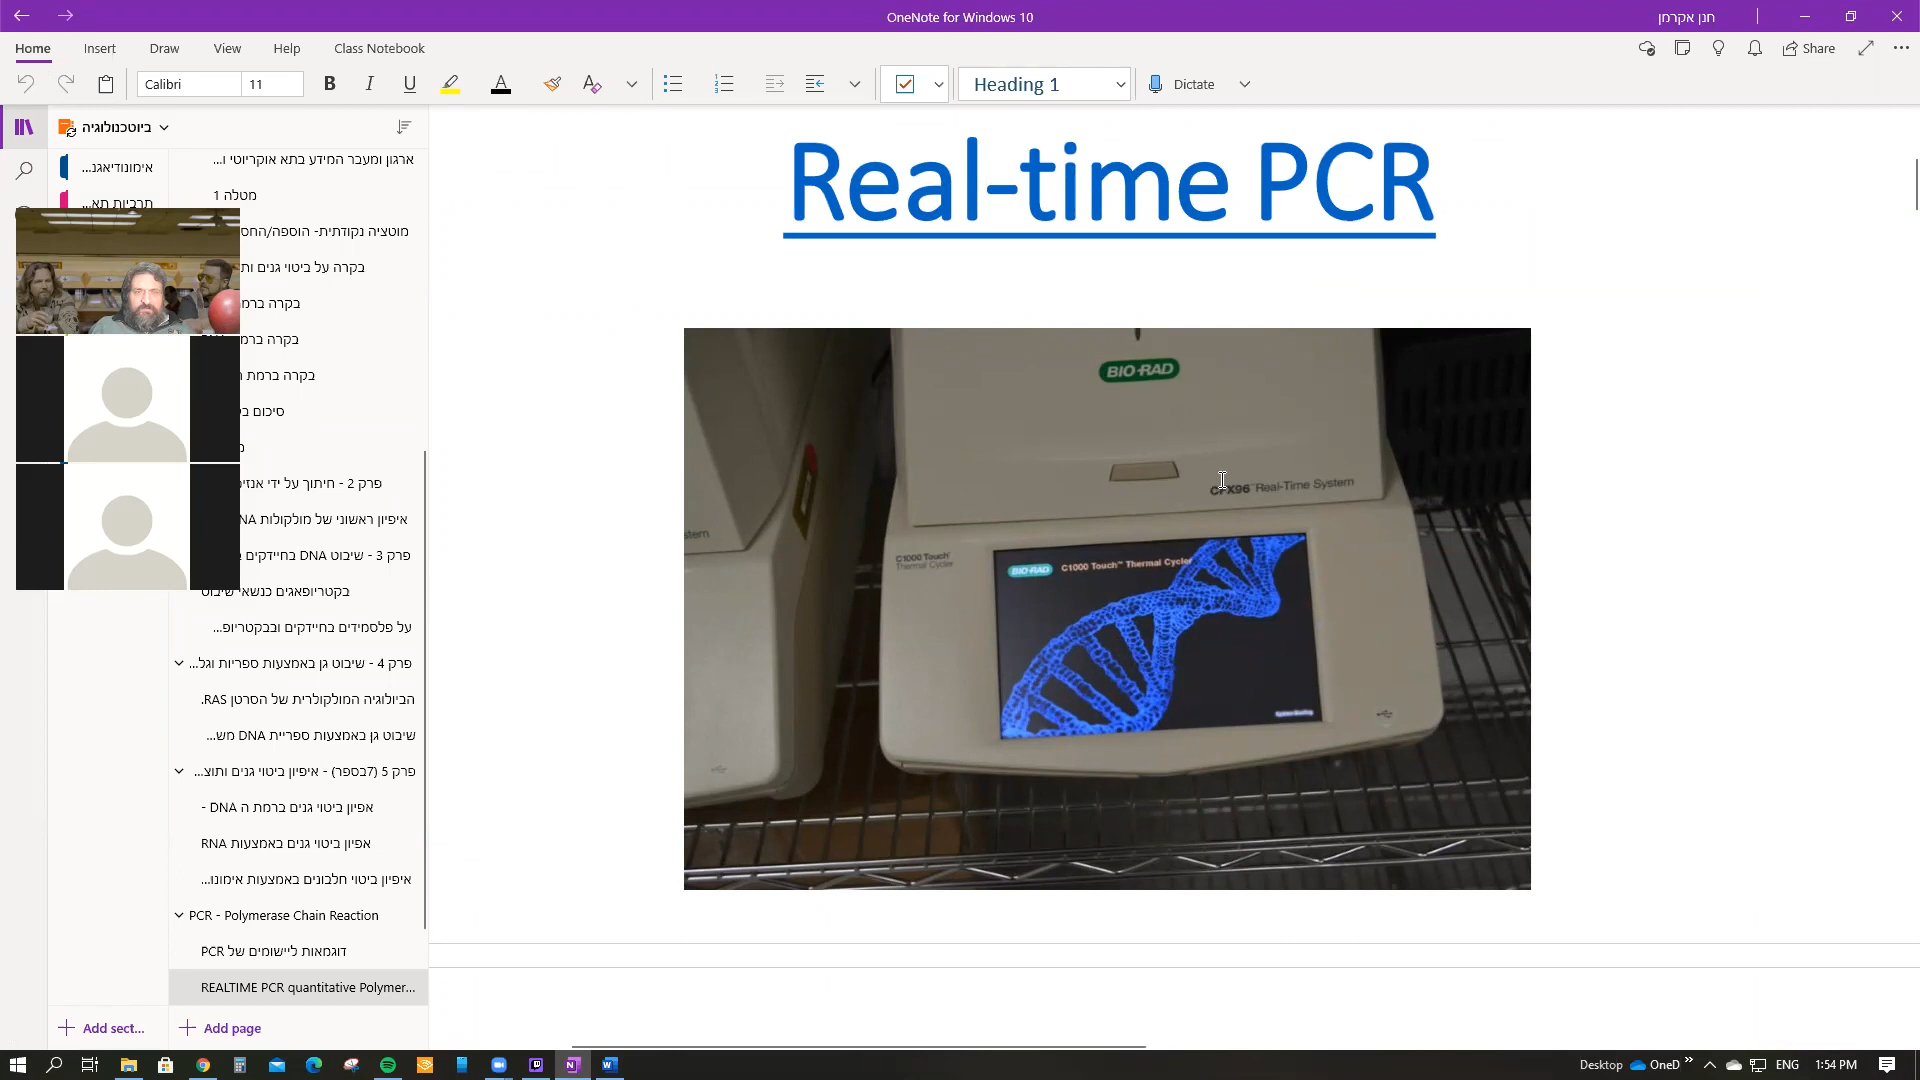 OneNote for Windows 10
חנן אקרמן
Home Insert Draw View Help Class Notebook
Share
Calibri 11 B I U A Heading 1 Dictate
ביוטכנולוגיה
אימונודיאגנ...
תרביות תא...
ארגון ומעבר המידע בתא אוקריוטי ו...
מטלה 1
מוטציה נקודתית- הוספה/החס
בקרה על ביטוי גנים ות
בקרה ברמ
בקרה ברמ
בקרה ברמת
סיכום
פרק 2 - חיתוך על ידי
איפיון ראשוני של מולקולות NA
פרק 3 - שיבוט DNA בחיידקים
בקטריופאגים כנשאי שיבוט
על פלסמידים בחיידקים ובבקטריופ...
פרק 4 - שיבוט גן באמצעות ספריות וגל...
הביולוגיה המולקולרית של הסרטן RAS.
שיבוט גן באמצעות ספריית DNA מש...
פרק 5 (7בספר) - איפיון ביטוי גנים ותוצ...
אפיון ביטוי גנים ברמת ה DNA -
אפיון ביטוי גנים באמצעות RNA
איפיון ביטוי חלבונים באמצעות אימונו...
PCR - Polymerase Chain Reaction
דוגמאות ליישומים של PCR
REALTIME PCR quantitative Polymer...
Add sect...
Add page
Real-time PCR
BIO-RAD
CFX96 Real-Time System
stem
C1000 Touch™
Thermal Cycler
BIO-RAD C1000 Touch™ Thermal Cycler
Desktop OneD ENG 1:54 PM